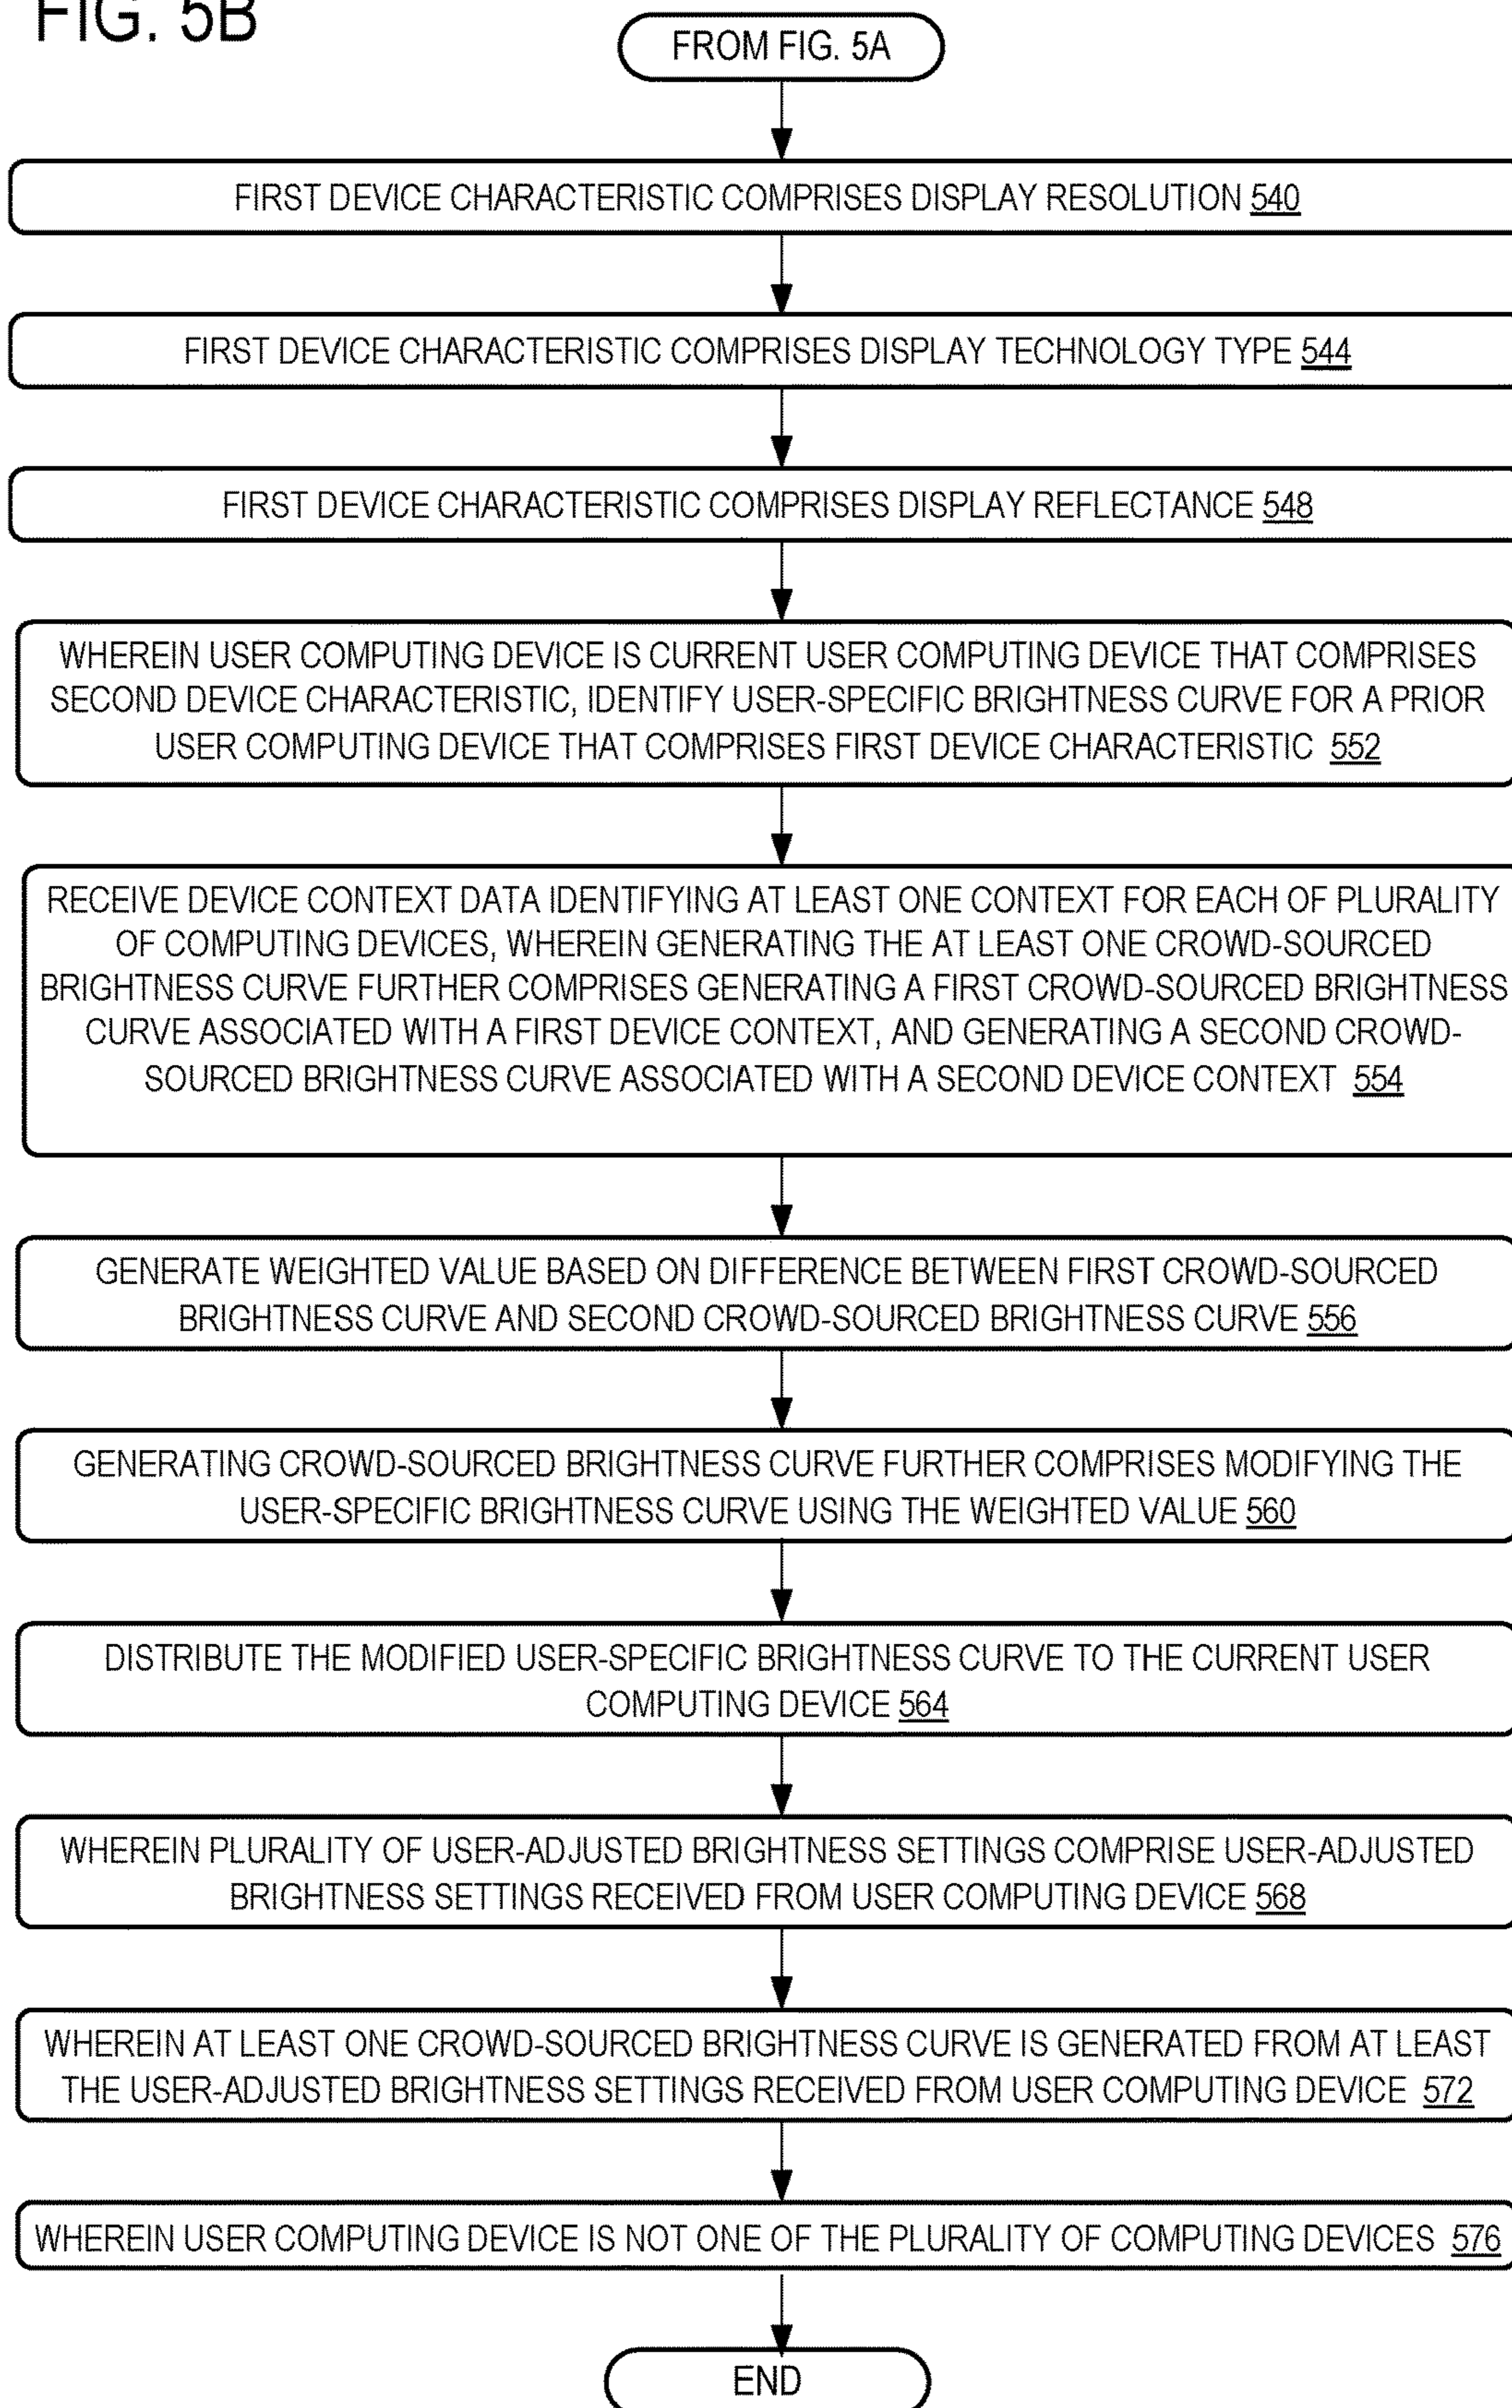 FIG. 5B
FROM FIG. 5A
FIRST DEVICE CHARACTERISTIC COMPRISES DISPLAY RESOLUTION 540
FIRST DEVICE CHARACTERISTIC COMPRISES DISPLAY TECHNOLOGY TYPE 544
FIRST DEVICE CHARACTERISTIC COMPRISES DISPLAY REFLECTANCE 548
WHEREIN USER COMPUTING DEVICE IS CURRENT USER COMPUTING DEVICE THAT COMPRISES
SECOND DEVICE CHARACTERISTIC, IDENTIFY USER-SPECIFIC BRIGHTNESS CURVE FOR A PRIOR
USER COMPUTING DEVICE THAT COMPRISES FIRST DEVICE CHARACTERISTIC 552
RECEIVE DEVICE CONTEXT DATA IDENTIFYING AT LEAST ONE CONTEXT FOR EACH OF PLURALITY
OF COMPUTING DEVICES, WHEREIN GENERATING THE AT LEAST ONE CROWD-SOURCED
BRIGHTNESS CURVE FURTHER COMPRISES GENERATING A FIRST CROWD-SOURCED BRIGHTNESS
CURVE ASSOCIATED WITH A FIRST DEVICE CONTEXT, AND GENERATING A SECOND CROWD-
SOURCED BRIGHTNESS CURVE ASSOCIATED WITH A SECOND DEVICE CONTEXT 554
GENERATE WEIGHTED VALUE BASED ON DIFFERENCE BETWEEN FIRST CROWD-SOURCED
BRIGHTNESS CURVE AND SECOND CROWD-SOURCED BRIGHTNESS CURVE 556
GENERATING CROWD-SOURCED BRIGHTNESS CURVE FURTHER COMPRISES MODIFYING THE
USER-SPECIFIC BRIGHTNESS CURVE USING THE WEIGHTED VALUE 560
DISTRIBUTE THE MODIFIED USER-SPECIFIC BRIGHTNESS CURVE TO THE CURRENT USER
COMPUTING DEVICE 564
WHEREIN PLURALITY OF USER-ADJUSTED BRIGHTNESS SETTINGS COMPRISE USER-ADJUSTED
BRIGHTNESS SETTINGS RECEIVED FROM USER COMPUTING DEVICE 568
WHEREIN AT LEAST ONE CROWD-SOURCED BRIGHTNESS CURVE IS GENERATED FROM AT LEAST
THE USER-ADJUSTED BRIGHTNESS SETTINGS RECEIVED FROM USER COMPUTING DEVICE 572
WHEREIN USER COMPUTING DEVICE IS NOT ONE OF THE PLURALITY OF COMPUTING DEVICES 576
END